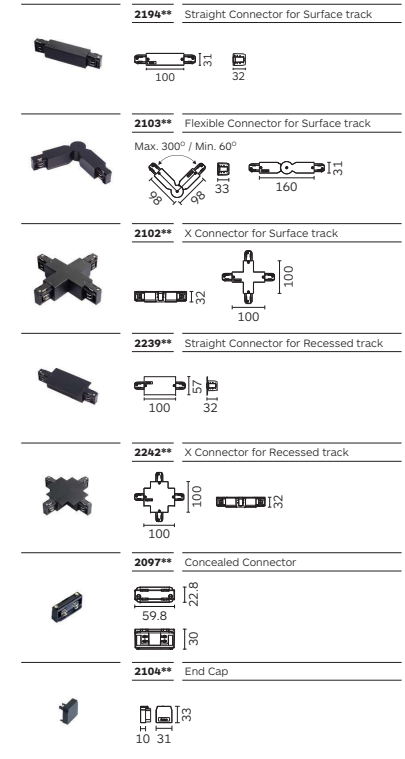 2194** Straight Connector for Surface track
31
100
32
2103** Flexible Connector for Surface track
Max. 300° / Min. 60°
98
98
33
160
31
2102** X Connector for Surface track
32
100
100
2239** Straight Connector for Recessed track
57
100
32
2242** X Connector for Recessed track
100
100
32
2097** Concealed Connector
22.8
59.8
30
2104** End Cap
33
10 31